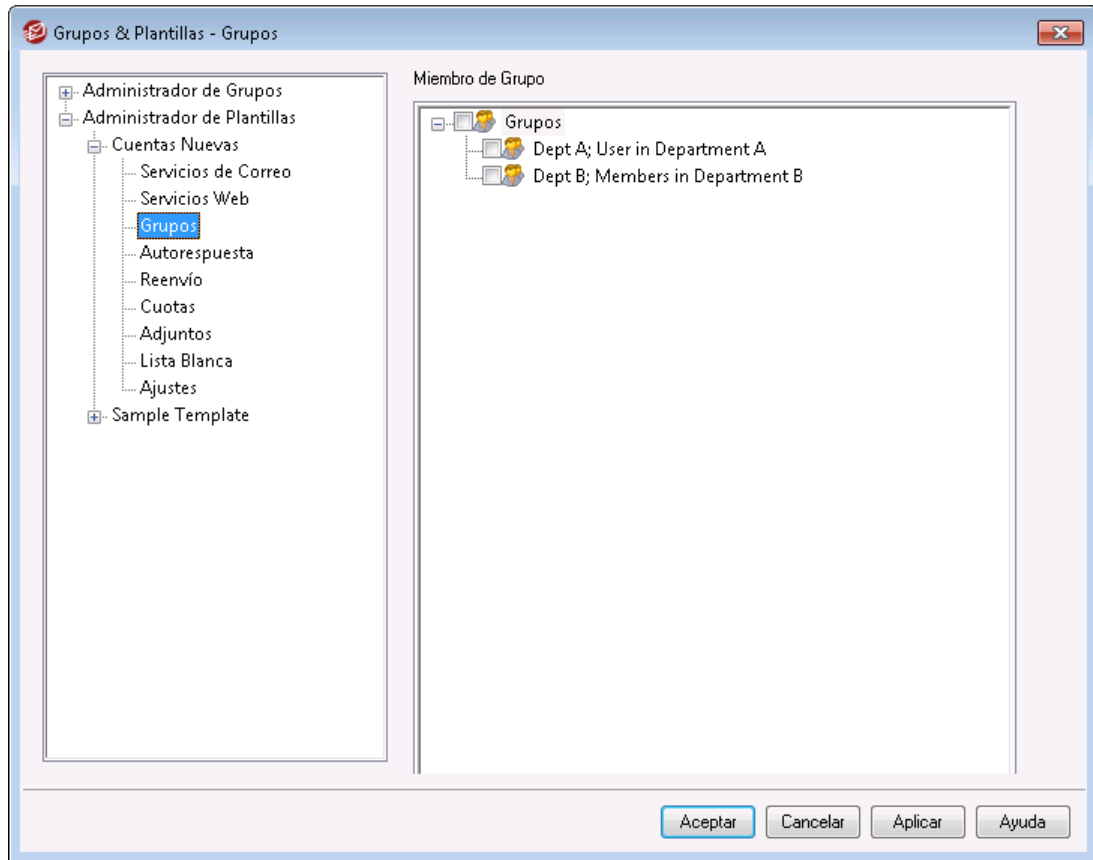 Grupos & Plantillas - Grupos
Administrador de Grupos
Administrador de Plantillas
Cuentas Nuevas
Servicios de Correo
Servicios Web
Grupos
Autorespuesta
Reenvío
Cuotas
Adjuntos
Lista Blanca
Ajustes
Sample Template
Miembro de Grupo
Grupos
Dept A; User in Department A
Dept B; Members in Department B
Aceptar
Cancelar
Aplicar
Ayuda